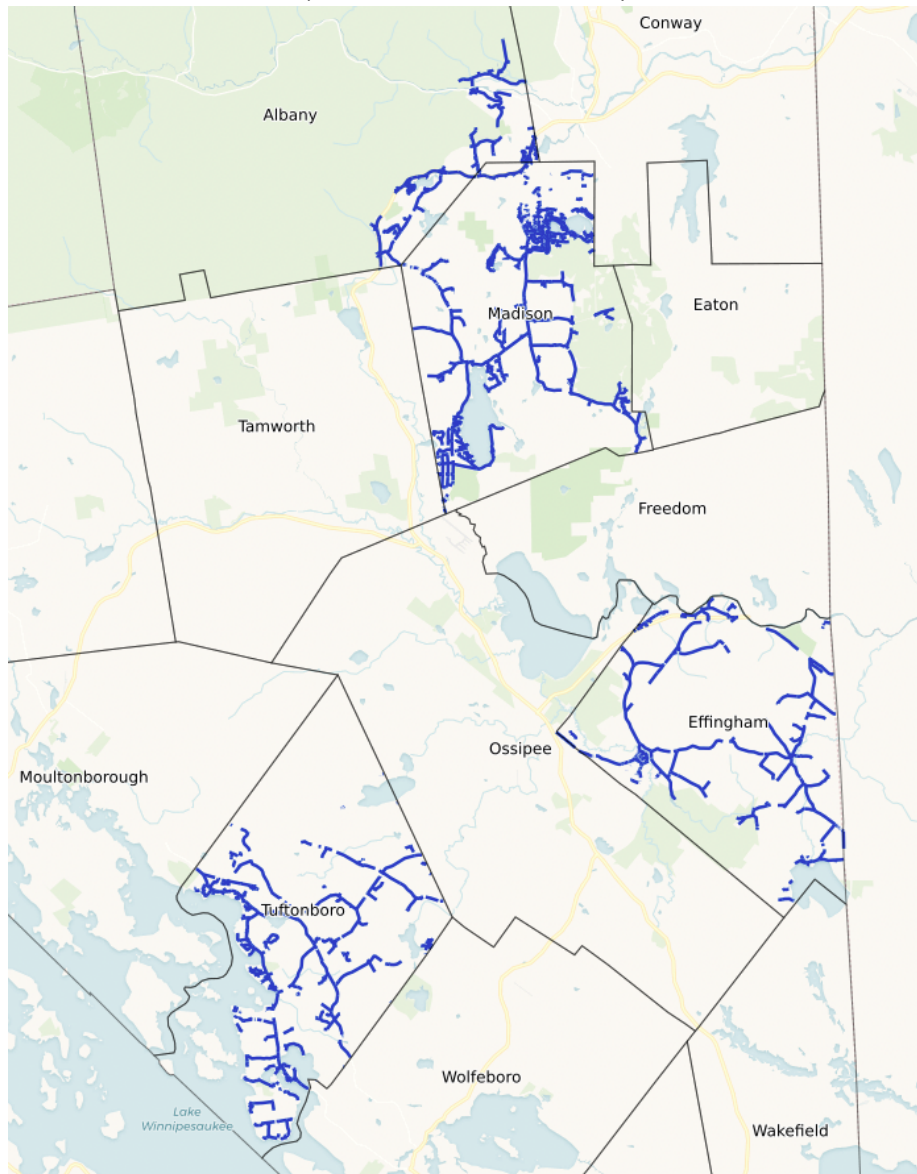 Conway
Albany
Eaton
Madison
Tamworth
Freedom
Effingham
Ossipee
Moultonborough
Tuftonboro
Wolfeboro
Lake
Winnipesaukee
Wakefield